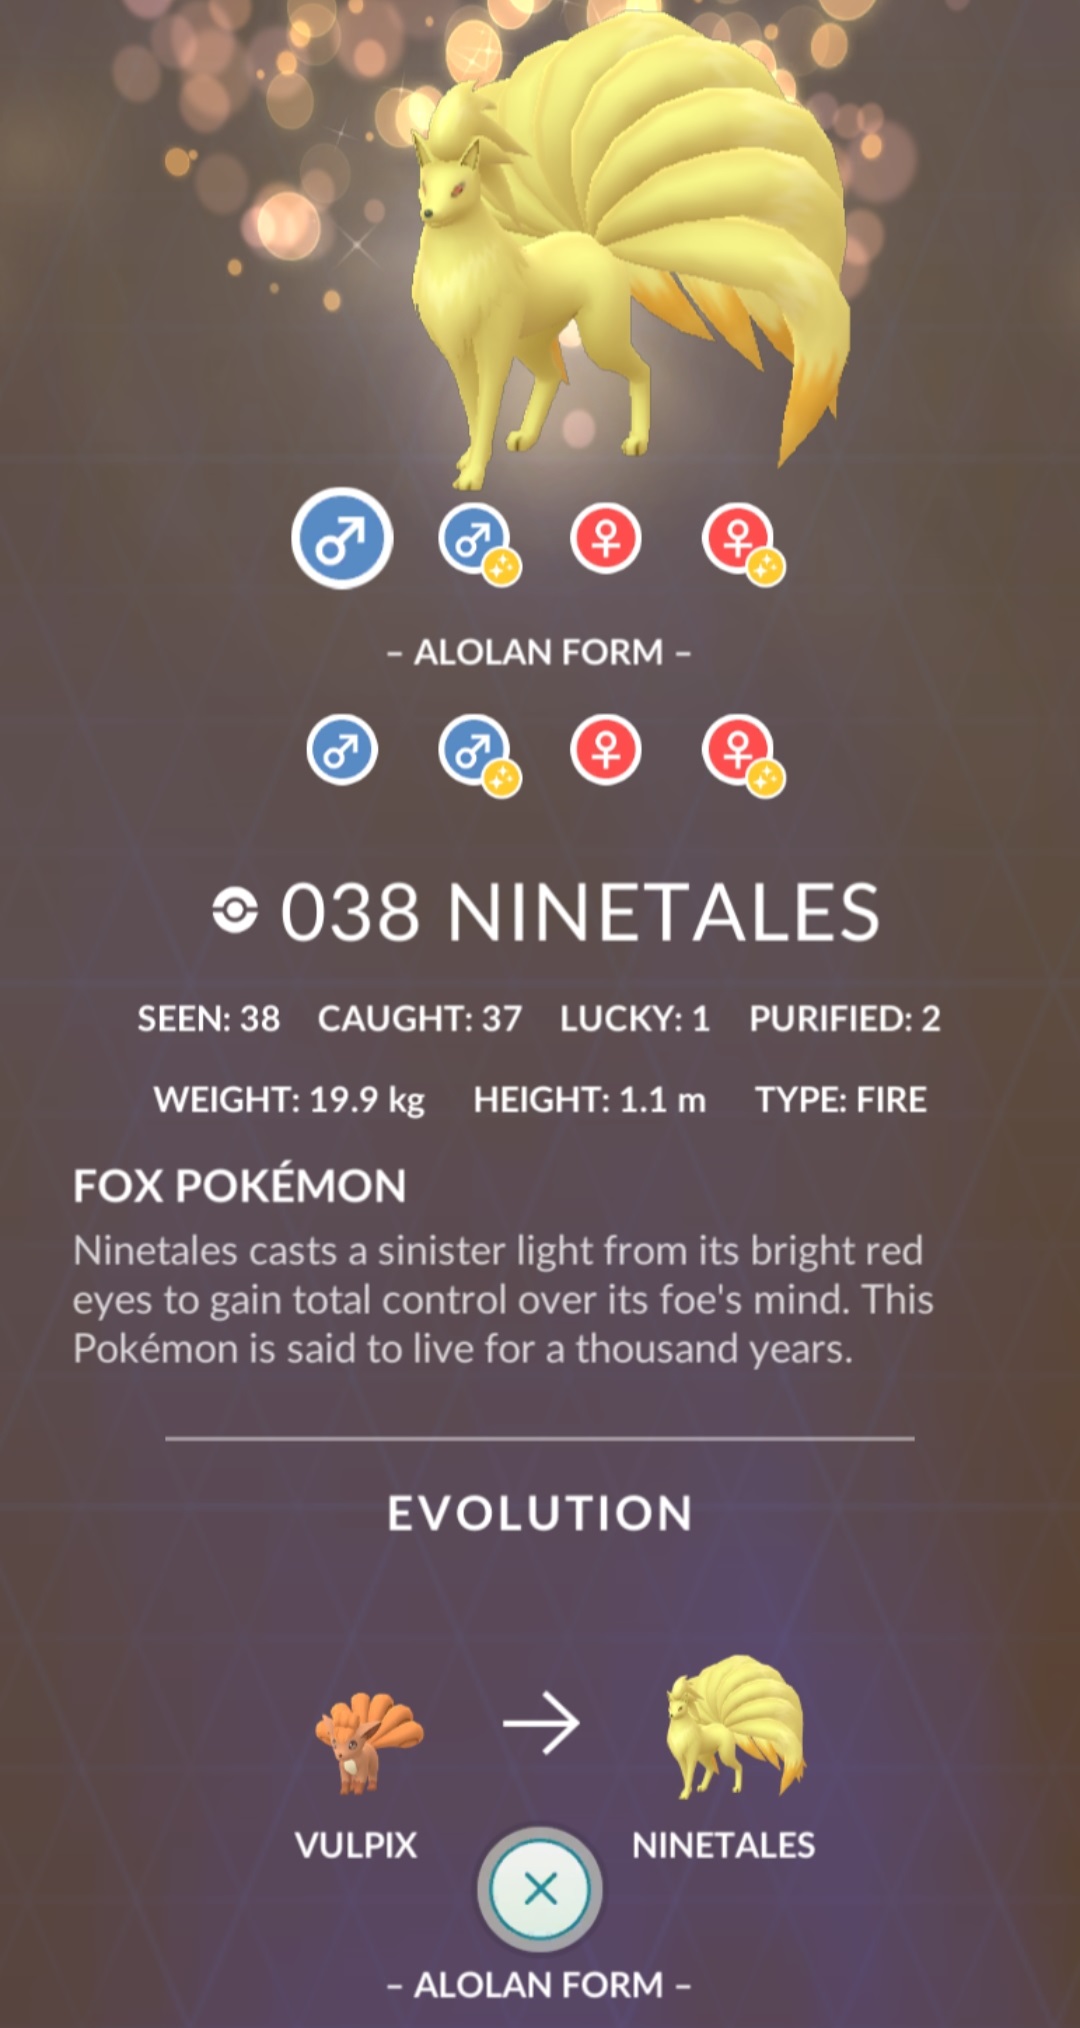 – ALOLAN FORM –
038 NINETALES
SEEN: 38 CAUGHT: 37 LUCKY: 1 PURIFIED: 2
WEIGHT: 19.9 kg HEIGHT: 1.1 m TYPE: FIRE
FOX POKÉMON
Ninetales casts a sinister light from its bright red
eyes to gain total control over its foe's mind. This
Pokémon is said to live for a thousand years.
EVOLUTION
VULPIX NINETALES
– ALOLAN FORM –